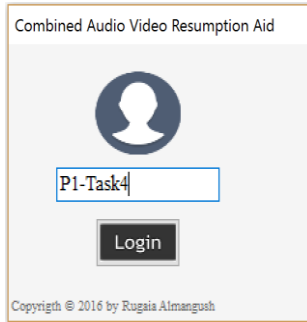 Combined Audio Video Resumption Aid
P1-Task4
Login
Copyrigth © 2016 by Rugaia Almangush